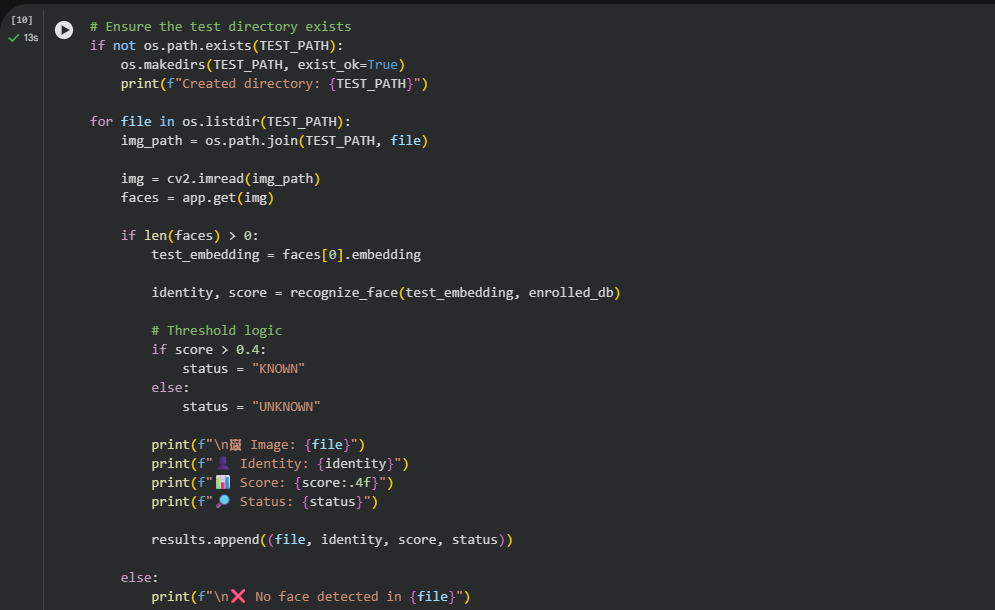 [10]
✓ 13s
# Ensure the test directory exists
if not os.path.exists(TEST_PATH):
    os.makedirs(TEST_PATH, exist_ok=True)
    print(f"Created directory: {TEST_PATH}")
for file in os.listdir(TEST_PATH):
    img_path = os.path.join(TEST_PATH, file)
    img = cv2.imread(img_path)
    faces = app.get(img)
    if len(faces) > 0:
        test_embedding = faces[0].embedding
        identity, score = recognize_face(test_embedding, enrolled_db)
        # Threshold logic
        if score > 0.4:
            status = "KNOWN"
        else:
            status = "UNKNOWN"
        print(f"\n🖼 Image: {file}")
        print(f"👤 Identity: {identity}")
        print(f"📊 Score: {score:.4f}")
        print(f"🔎 Status: {status}")
        results.append((file, identity, score, status))
    else:
        print(f"\n❌ No face detected in {file}")